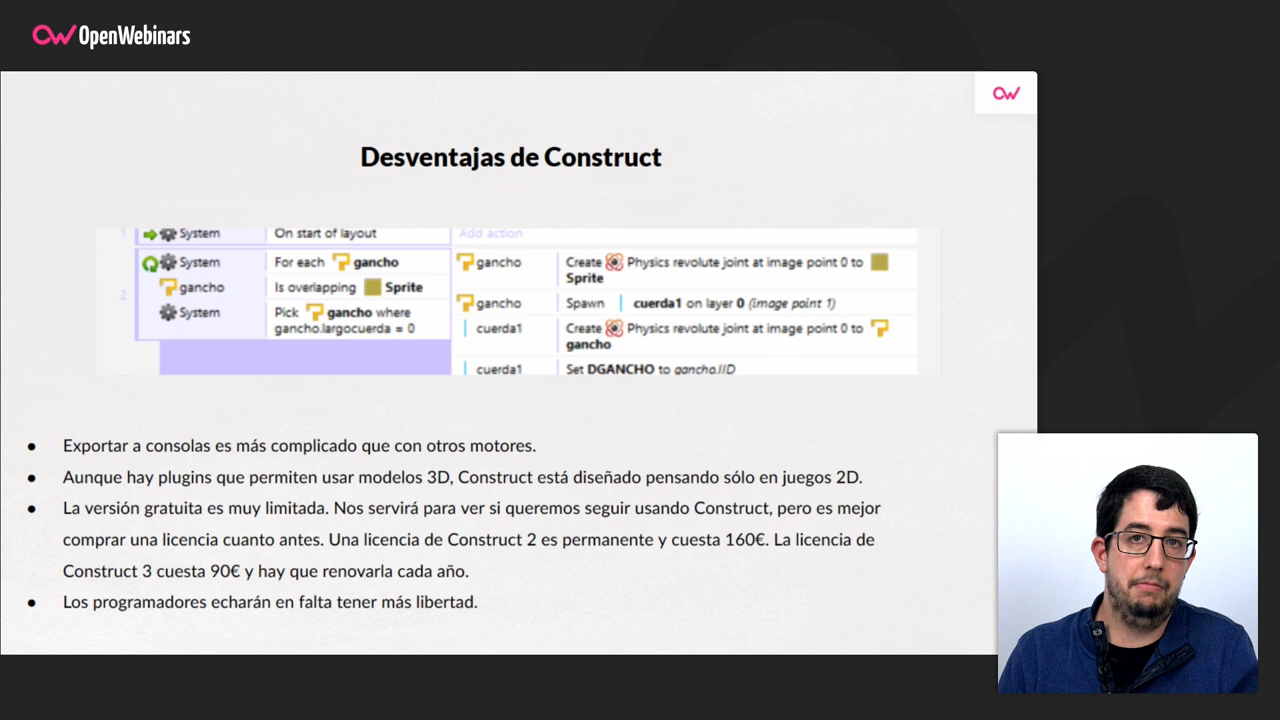 OpenWebinars
Desventajas de Construct
1 System On start of layout Add action
System For each gancho gancho Create Physics revolute joint at image point 0 to
Sprite
2 gancho Is overlapping Sprite gancho Spawn cuerda1 on layer 0 (image point 1)
System Pick gancho where
gancho.largocuerda = 0
cuerda1 Create Physics revolute joint at image point 0 to
gancho
cuerda1 Set DGANCHO to gancho.IID
● Exportar a consolas es más complicado que con otros motores.
● Aunque hay plugins que permiten usar modelos 3D, Construct está diseñado pensando sólo en juegos 2D.
● La versión gratuita es muy limitada. Nos servirá para ver si queremos seguir usando Construct, pero es mejor
comprar una licencia cuanto antes. Una licencia de Construct 2 es permanente y cuesta 160€. La licencia de
Construct 3 cuesta 90€ y hay que renovarla cada año.
● Los programadores echarán en falta tener más libertad.